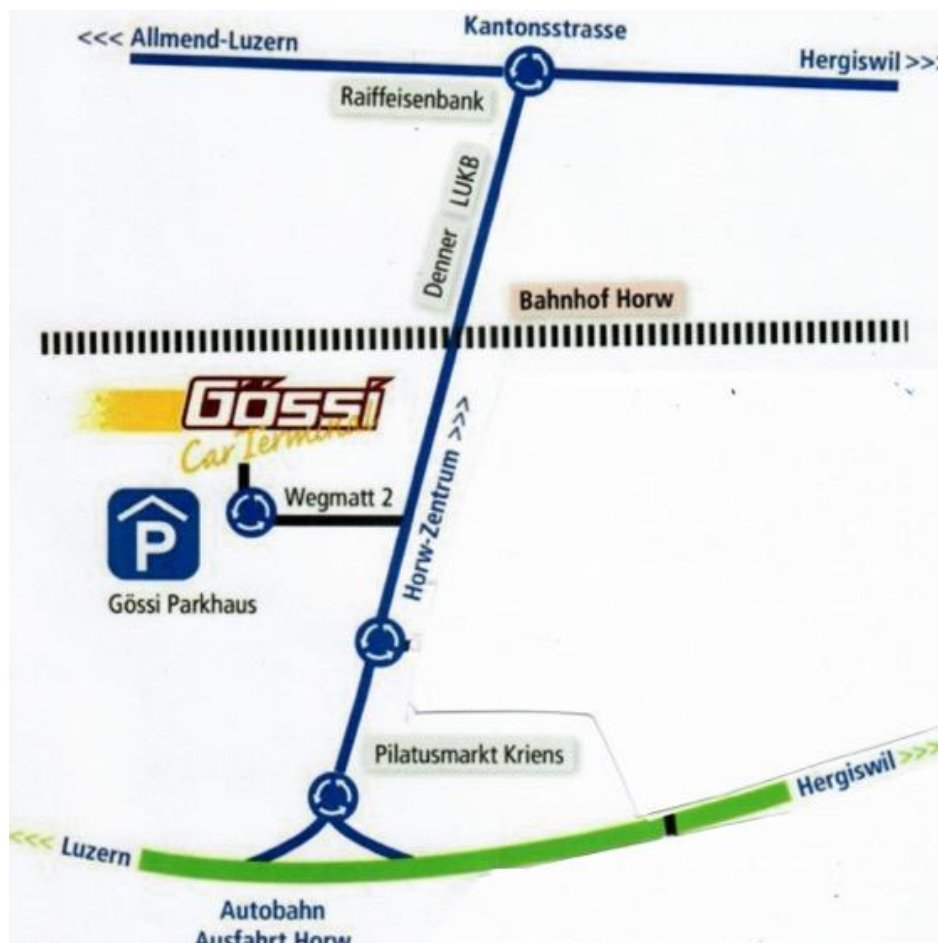 Kantonsstrasse
<<< Allmend-Luzern
Hergiswil >>>
Raiffeisenbank
LUKB
Denner
Bahnhof Horw
Gössi
Car Terminal
Horw-Zentrum >>>
Wegmatt 2
P
Gössi Parkhaus
Pilatusmarkt Kriens
Hergiswil >>>
<<< Luzern
Autobahn
Ausfahrt Horw